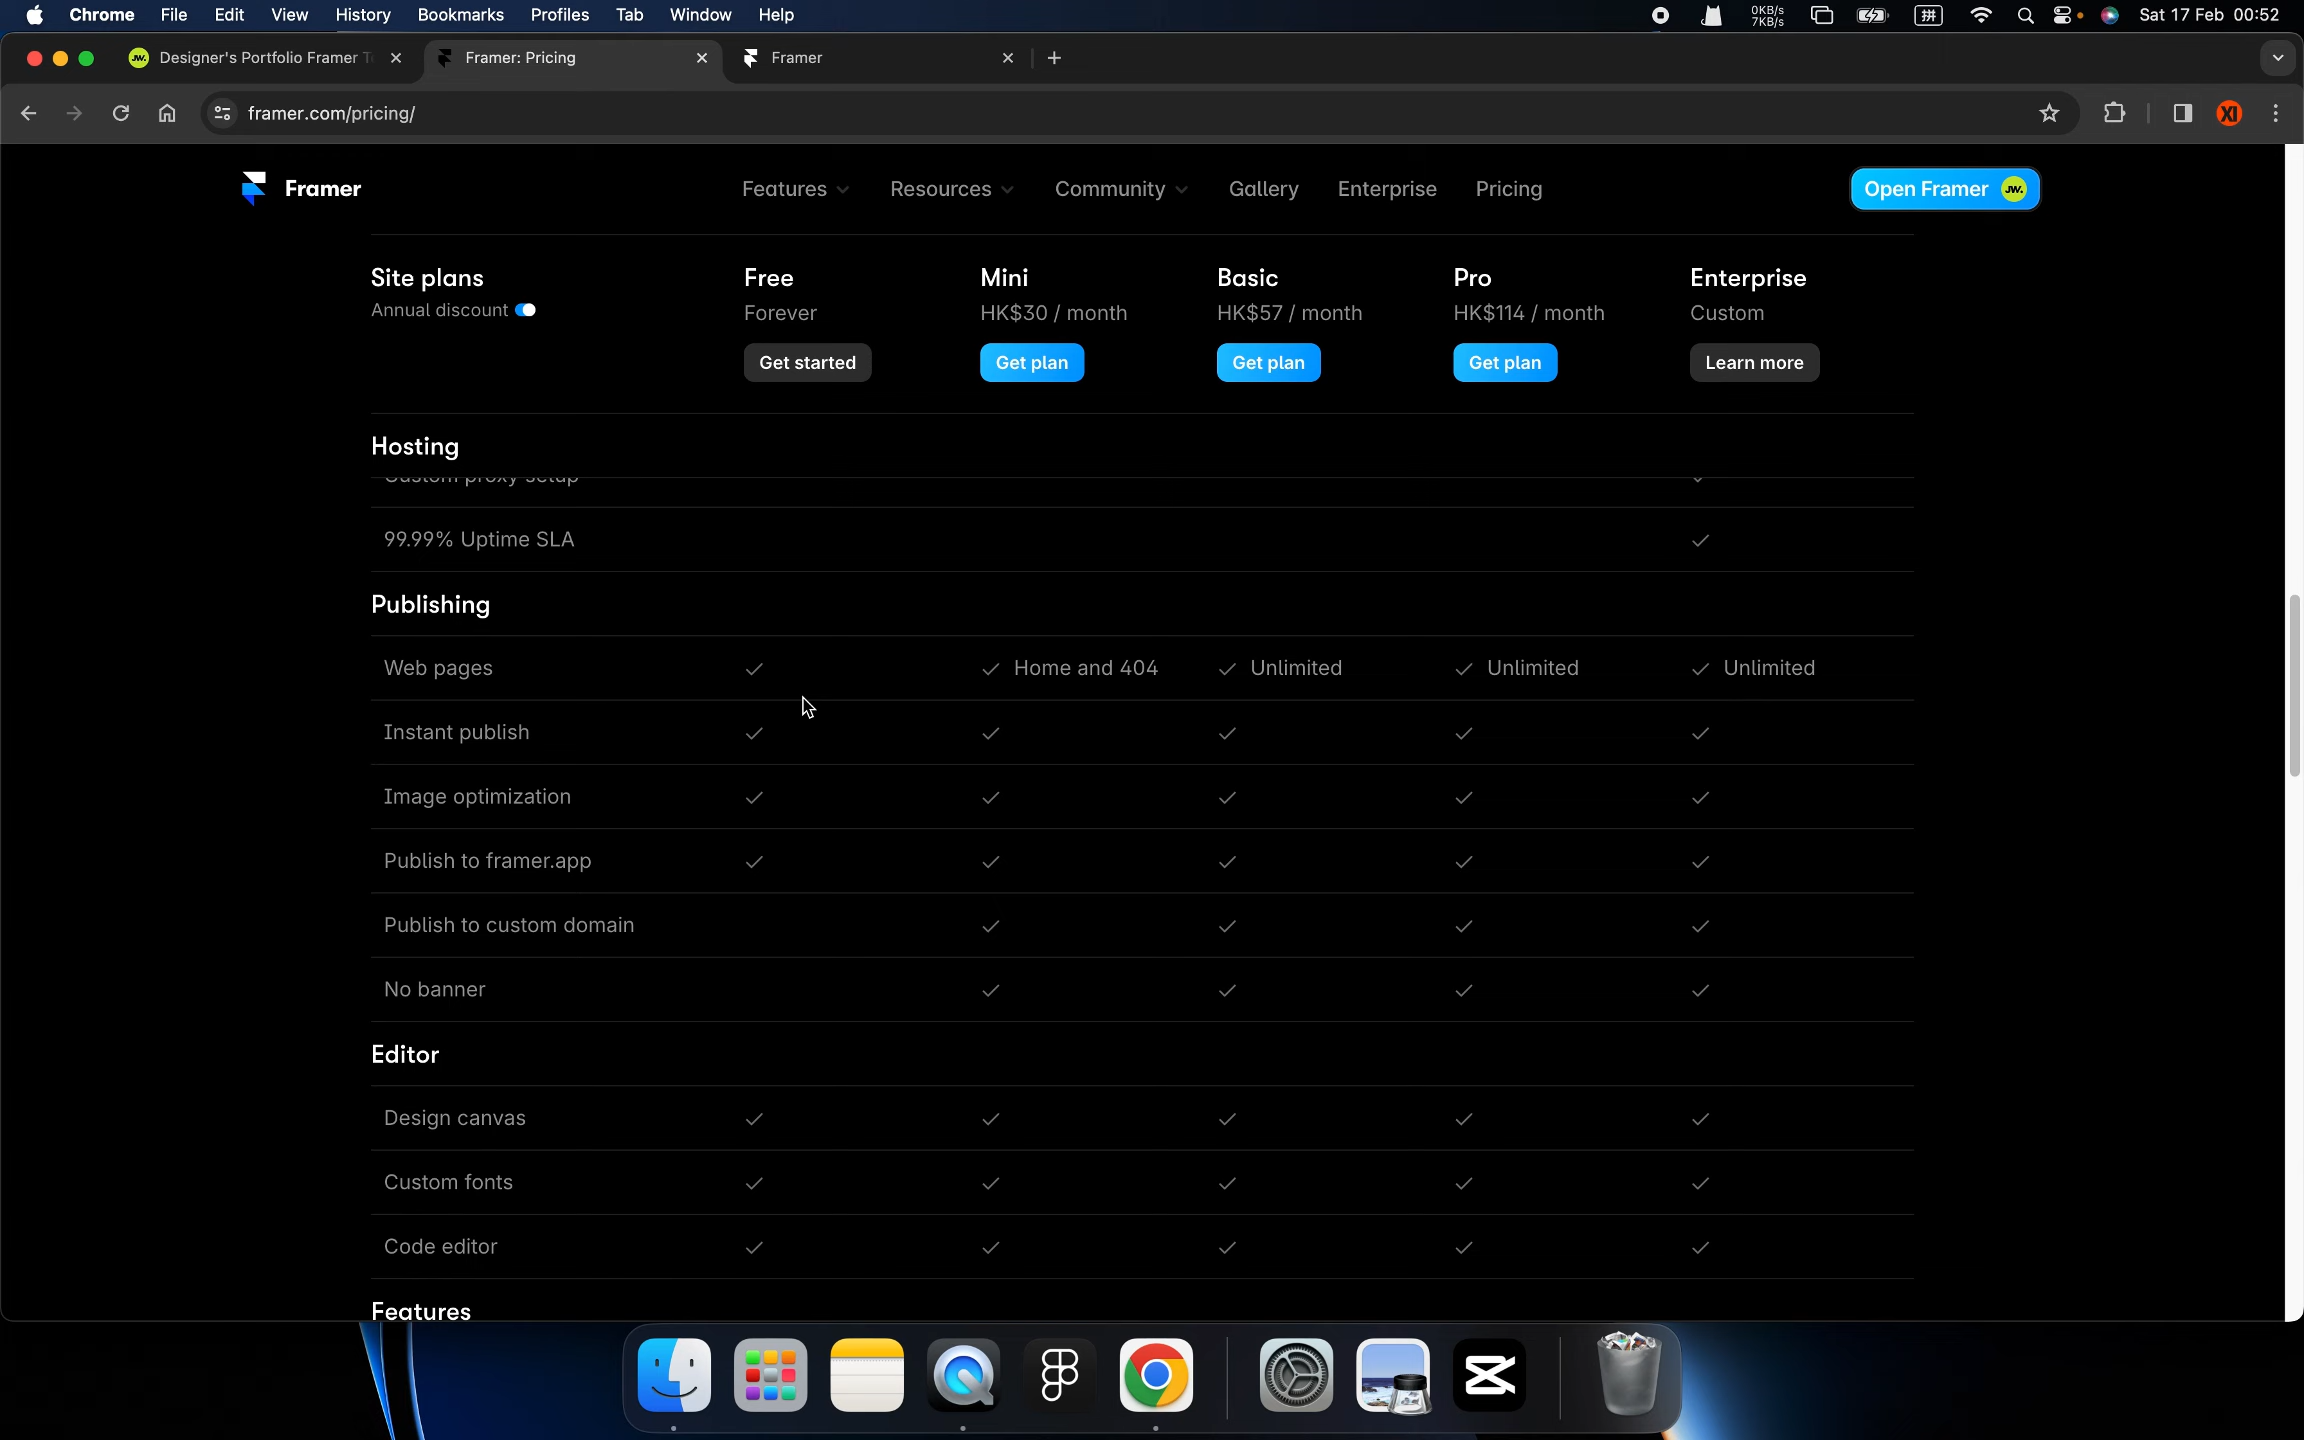 Chrome File Edit View History Bookmarks Profiles Tab Window Help
0KB/s
7KB/s
Sat 17 Feb 00:52
JW. Designer's Portfolio Framer
Framer: Pricing
Framer
framer.com/pricing/
XI
Framer
Features
Resources
Community
Gallery
Enterprise
Pricing
Open Framer JW.
Site plans Free Mini Basic Pro Enterprise
Annual discount Forever HK$30 / month HK$57 / month HK$114 / month Custom
Get started Get plan Get plan Get plan Learn more
Hosting
Custom proxy setup
99.99% Uptime SLA
Publishing
Web pages Home and 404 Unlimited Unlimited Unlimited
Instant publish
Image optimization
Publish to framer.app
Publish to custom domain
No banner
Editor
Design canvas
Custom fonts
Code editor
Features